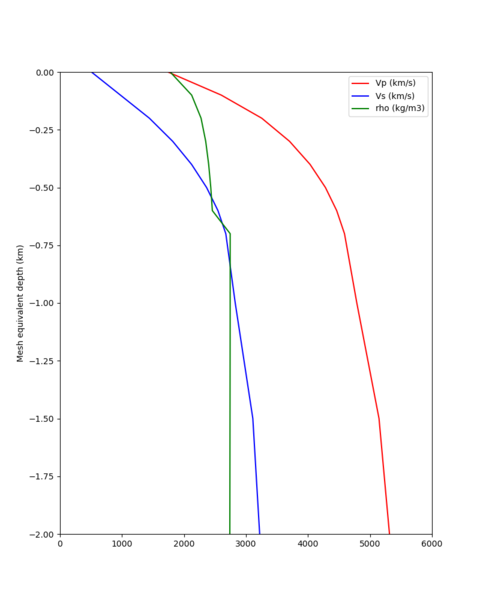 0.00
−0.25
−0.50
−0.75
−1.00
−1.25
−1.50
−1.75
−2.00
Mesh equivalent depth (km)
Vp (km/s)
Vs (km/s)
rho (kg/m3)
0 1000 2000 3000 4000 5000 6000